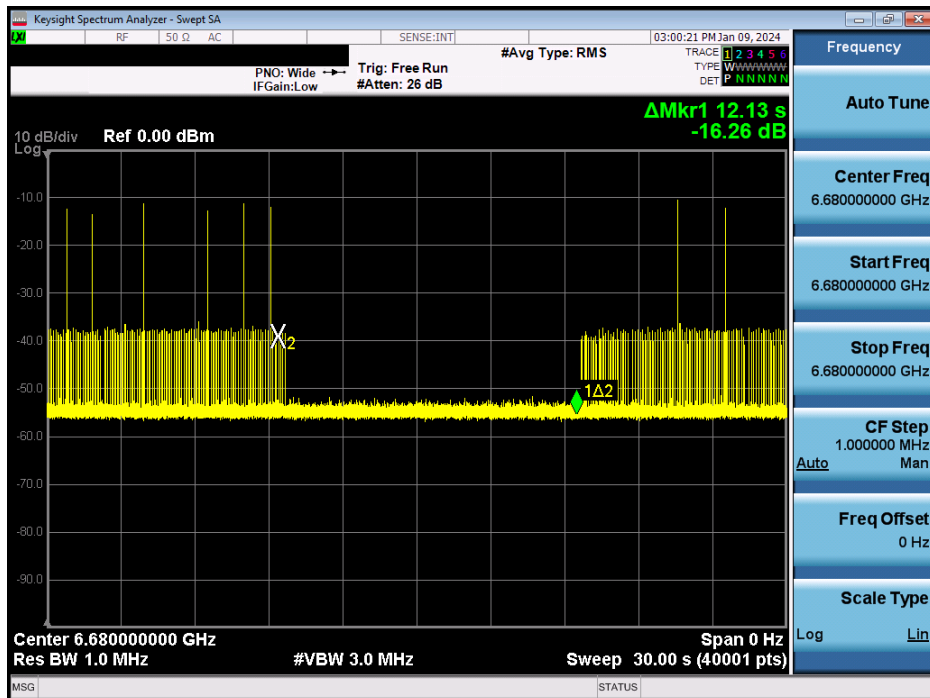 Keysight Spectrum Analyzer - Swept SA
LXI RF 50 Ω AC SENSE:INT 03:00:21 PM Jan 09, 2024
PNO: Wide Trig: Free Run #Avg Type: RMS TRACE 1 2 3 4 5 6
IFGain:Low #Atten: 26 dB TYPE WWWWWWW
DET P N N N N N
ΔMkr1 12.13 s
-16.26 dB
10 dB/div Ref 0.00 dBm
Log
-10.0
-20.0
-30.0
-40.0
-50.0
-60.0
-70.0
-80.0
-90.0
2
1Δ2
Center 6.680000000 GHz Span 0 Hz
Res BW 1.0 MHz #VBW 3.0 MHz Sweep 30.00 s (40001 pts)
MSG STATUS
Frequency
Auto Tune
Center Freq
6.680000000 GHz
Start Freq
6.680000000 GHz
Stop Freq
6.680000000 GHz
CF Step
1.000000 MHz
Auto Man
Freq Offset
0 Hz
Scale Type
Log Lin